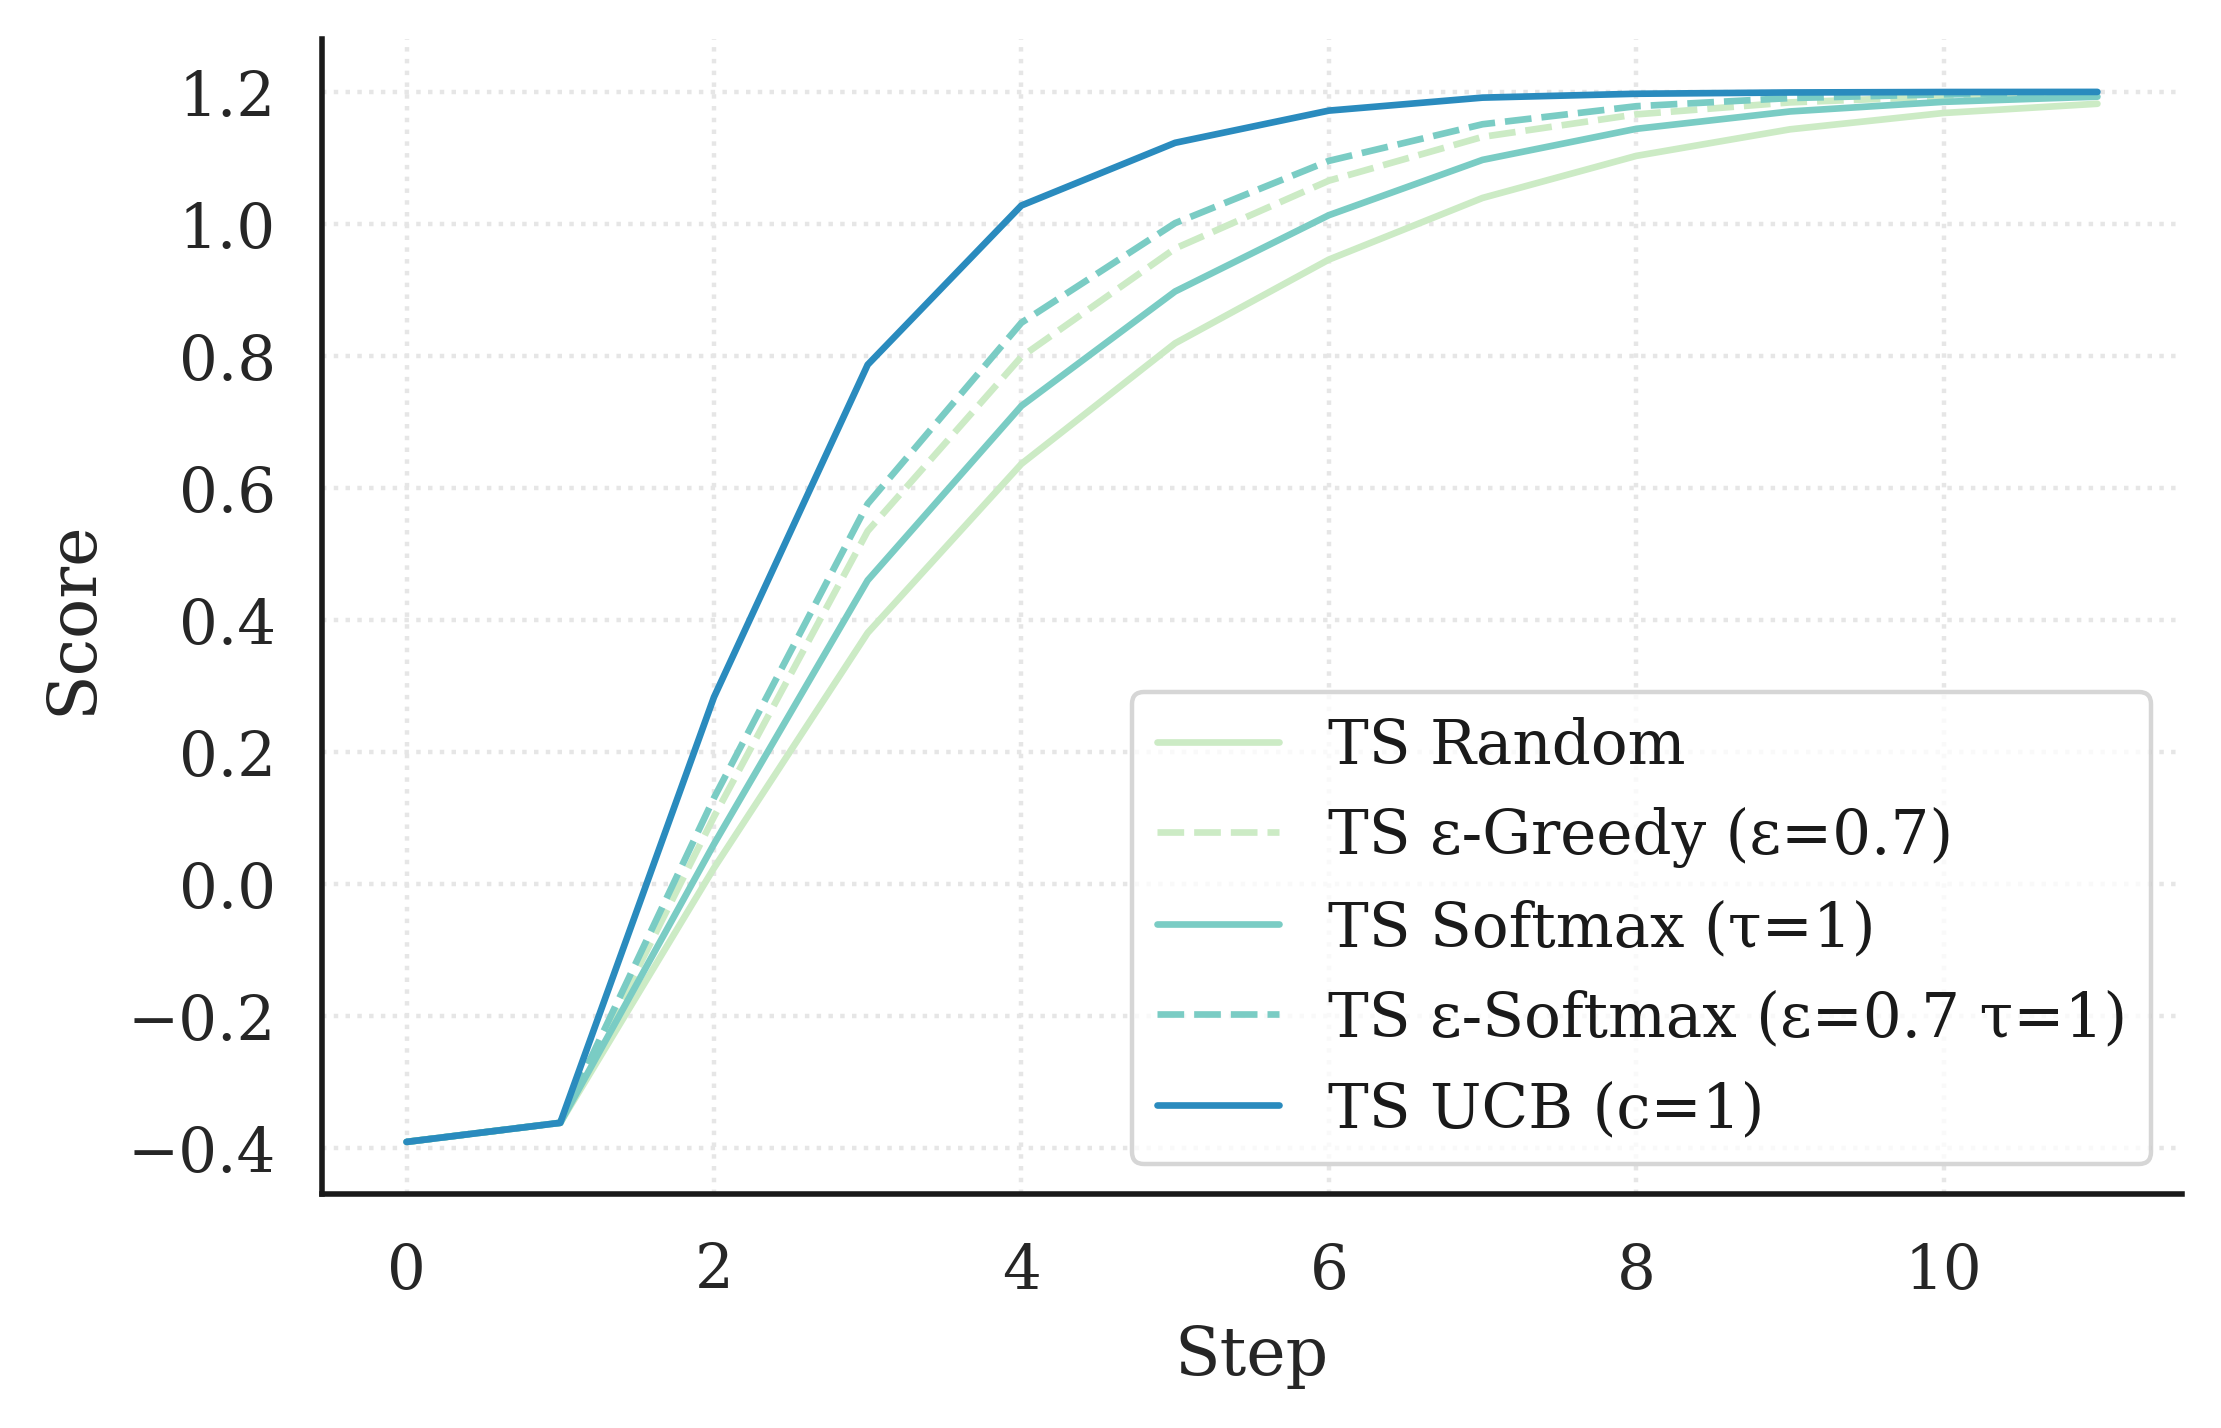 1.2
1.0
0.8
0.6
0.4
0.2
0.0
−0.2
−0.4
Score
0 2 4 6 8 10
Step
TS Random
TS ε-Greedy (ε=0.7)
TS Softmax (τ=1)
TS ε-Softmax (ε=0.7 τ=1)
TS UCB (c=1)